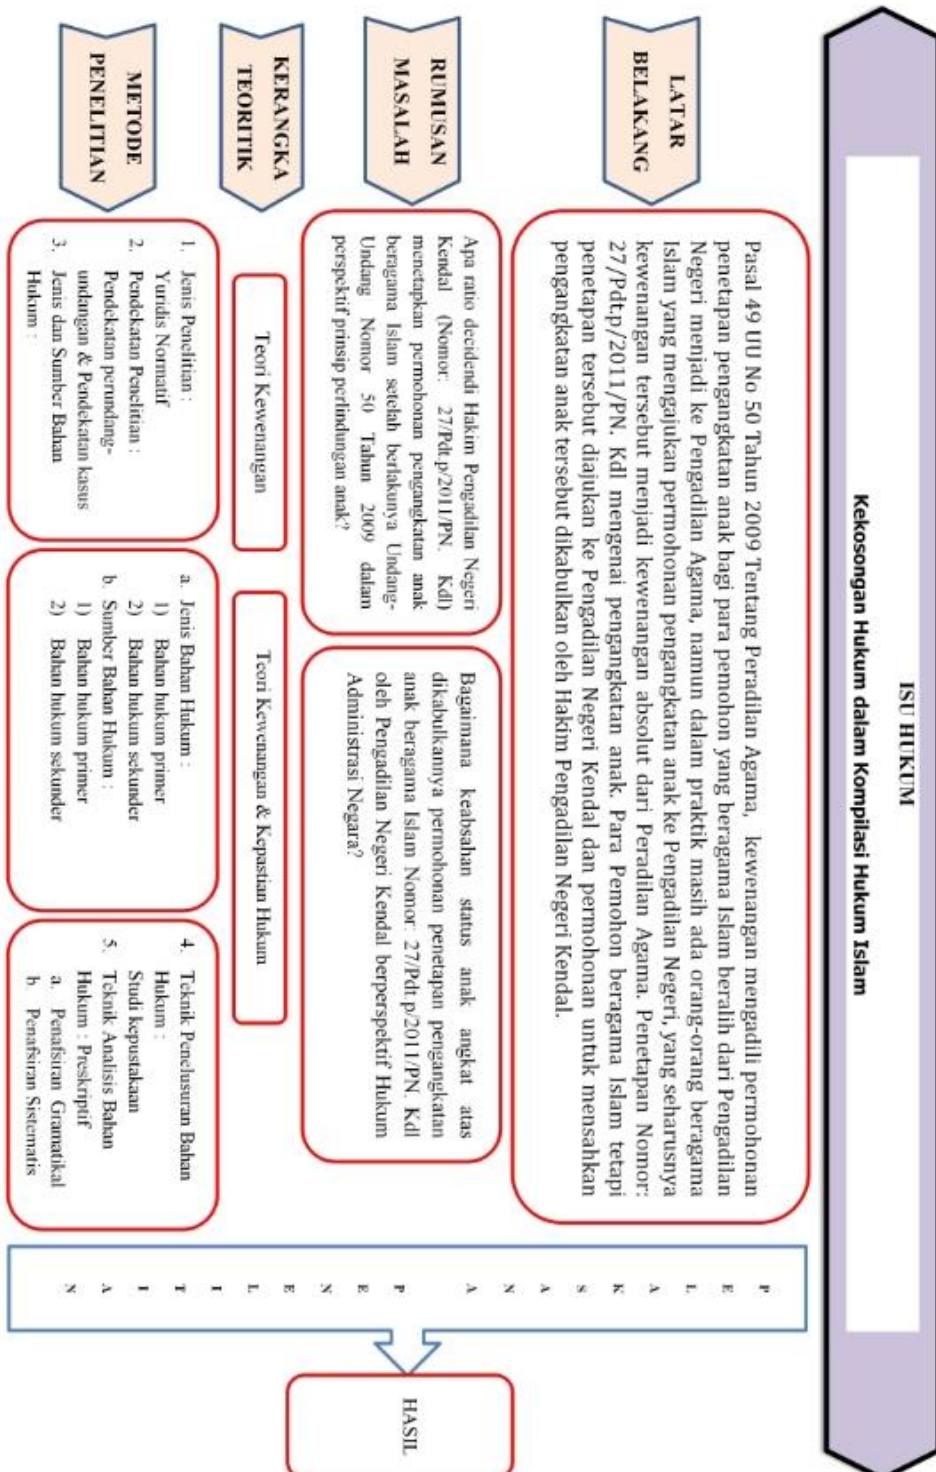 ISU HUKUM
Kekosongan Hukum dalam Kompilasi Hukum Islam
LATAR
BELAKANG
Pasal 49 UU No 50 Tahun 2009 Tentang Peradilan Agama, kewenangan mengadili permohonan
penetapan pengangkatan anak bagi para pemohon yang beragama Islam beralih dari Pengadilan
Negeri menjadi ke Pengadilan Agama, namun dalam praktik masih ada orang-orang beragama
Islam yang mengajukan permohonan pengangkatan anak ke Pengadilan Negeri, yang seharusnya
kewenangan tersebut menjadi kewenangan absolut dari Peradilan Agama. Penetapan Nomor:
27/Pdt.p/2011/PN. Kdl mengenai pengangkatan anak. Para Pemohon beragama Islam tetapi
penetapan tersebut diajukan ke Pengadilan Negeri Kendal dan permohonan untuk mensahkan
pengangkatan anak tersebut dikabulkan oleh Hakim Pengadilan Negeri Kendal.
RUMUSAN
MASALAH
Apa ratio decidendi Hakim Pengadilan Negeri
Kendal (Nomor: 27/Pdt.p/2011/PN. Kdl)
menetapkan permohonan pengangkatan anak
beragama Islam setelah berlakunya Undang-
Undang Nomor 50 Tahun 2009 dalam
perspektif prinsip perlindungan anak?
Bagaimana keabsahan status anak angkat atas
dikabulkannya permohonan penetapan pengangkatan
anak beragama Islam Nomor: 27/Pdt.p/2011/PN. Kdl
oleh Pengadilan Negeri Kendal berperspektif Hukum
Administrasi Negara?
KERANGKA
TEORITIK
Teori Kewenangan
Teori Kewenangan & Kepastian Hukum
METODE
PENELITIAN
1. Jenis Penelitian :
Yuridis Normatif
2. Pendekatan Penelitian :
Pendekatan perundang-
undangan & Pendekatan kasus
3. Jenis dan Sumber Bahan
Hukum :
a. Jenis Bahan Hukum :
1) Bahan hukum primer
2) Bahan hukum sekunder
b. Sumber Bahan Hukum :
1) Bahan hukum primer
2) Bahan hukum sekunder
4. Teknik Penelusuran Bahan
Hukum :
Studi kepustakaan
5. Teknik Analisis Bahan
Hukum : Preskriptif
a. Penafsiran Gramatikal
b Penafsiran Sistematis
P E L A K S A N A A N P E N E L I T I A N
HASIL